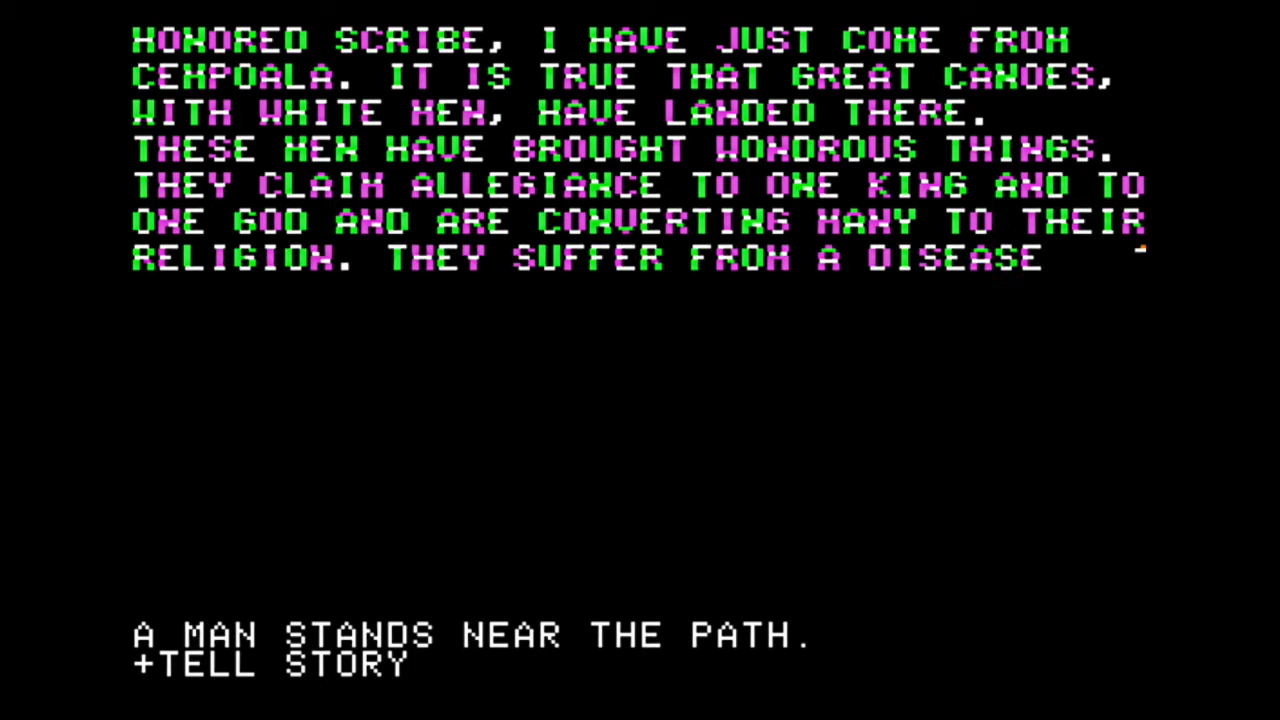 HONORED SCRIBE, I HAVE JUST COME FROM
CEMPOALA. IT IS TRUE THAT GREAT CANOES,
WITH WHITE MEN, HAVE LANDED THERE.
THESE MEN HAVE BROUGHT WONDROUS THINGS.
THEY CLAIM ALLEGIANCE TO ONE KING AND TO
ONE GOD AND ARE CONVERTING MANY TO THEIR
RELIGION. THEY SUFFER FROM A DISEASE
A MAN STANDS NEAR THE PATH.
+TELL STORY